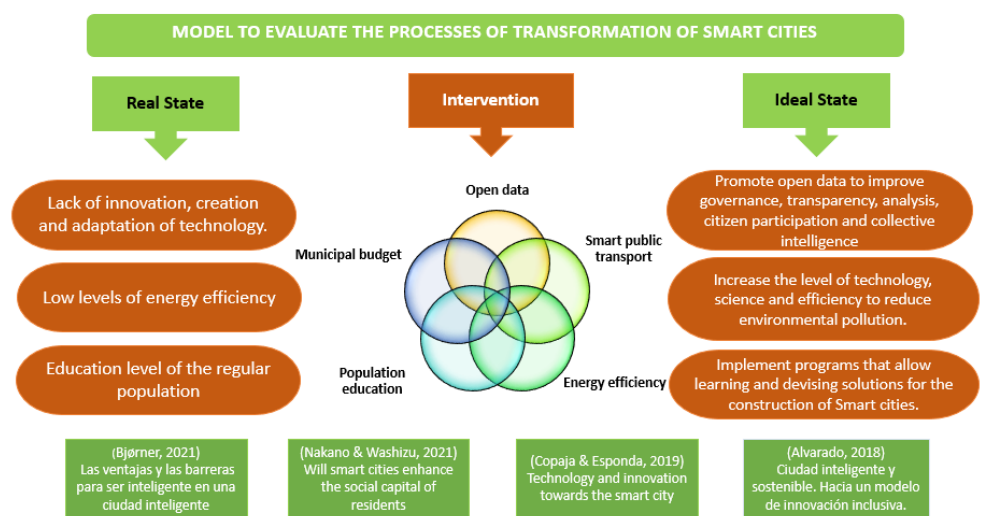 MODEL TO EVALUATE THE PROCESSES OF TRANSFORMATION OF SMART CITIES
Real State
Intervention
Ideal State
Lack of innovation, creation
and adaptation of technology.
Low levels of energy efficiency
Education level of the regular
population
Open data
Municipal budget
Smart public
transport
Population
education
Energy efficiency
Promote open data to improve
governance, transparency, analysis,
citizen participation and collective
intelligence
Increase the level of technology,
science and efficiency to reduce
environmental pollution.
Implement programs that allow
learning and devising solutions for the
construction of Smart cities.
(Bjørner, 2021)
Las ventajas y las barreras
para ser inteligente en una
ciudad inteligente
(Nakano & Washizu, 2021)
Will smart cities enhance
the social capital of
residents
(Copaja & Esponda, 2019)
Technology and innovation
towards the smart city
(Alvarado, 2018)
Ciudad inteligente y
sostenible. Hacia un modelo
de innovación inclusiva.